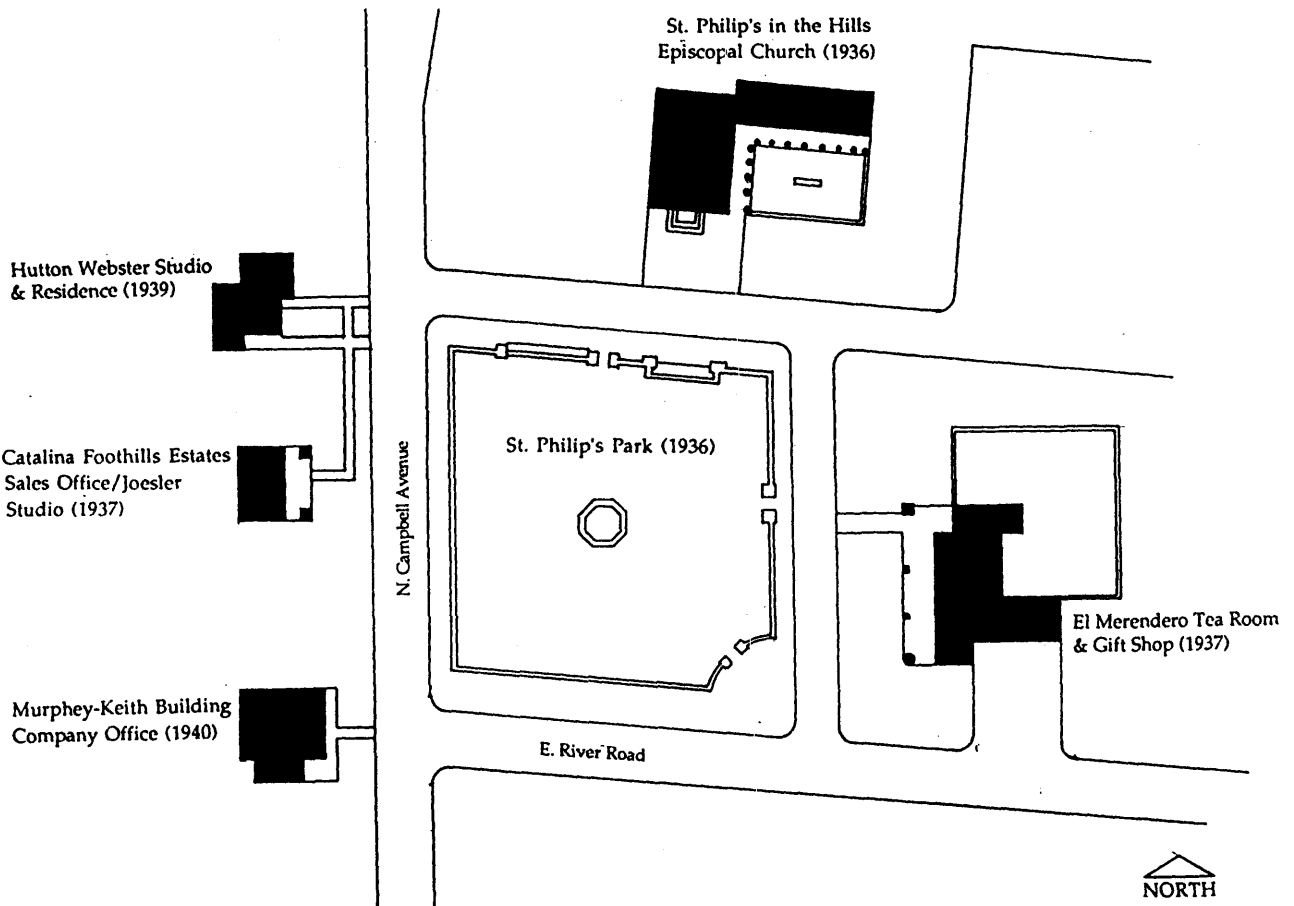 St. Philip's in the Hills
Episcopal Church (1936)
Hutton Webster Studio
& Residence (1939)
St. Philip's Park (1936)
Catalina Foothills Estates
Sales Office/Joesler
Studio (1937)
N. Campbell Avenue
El Merendero Tea Room
& Gift Shop (1937)
Murphey-Keith Building
Company Office (1940)
E. River Road
NORTH